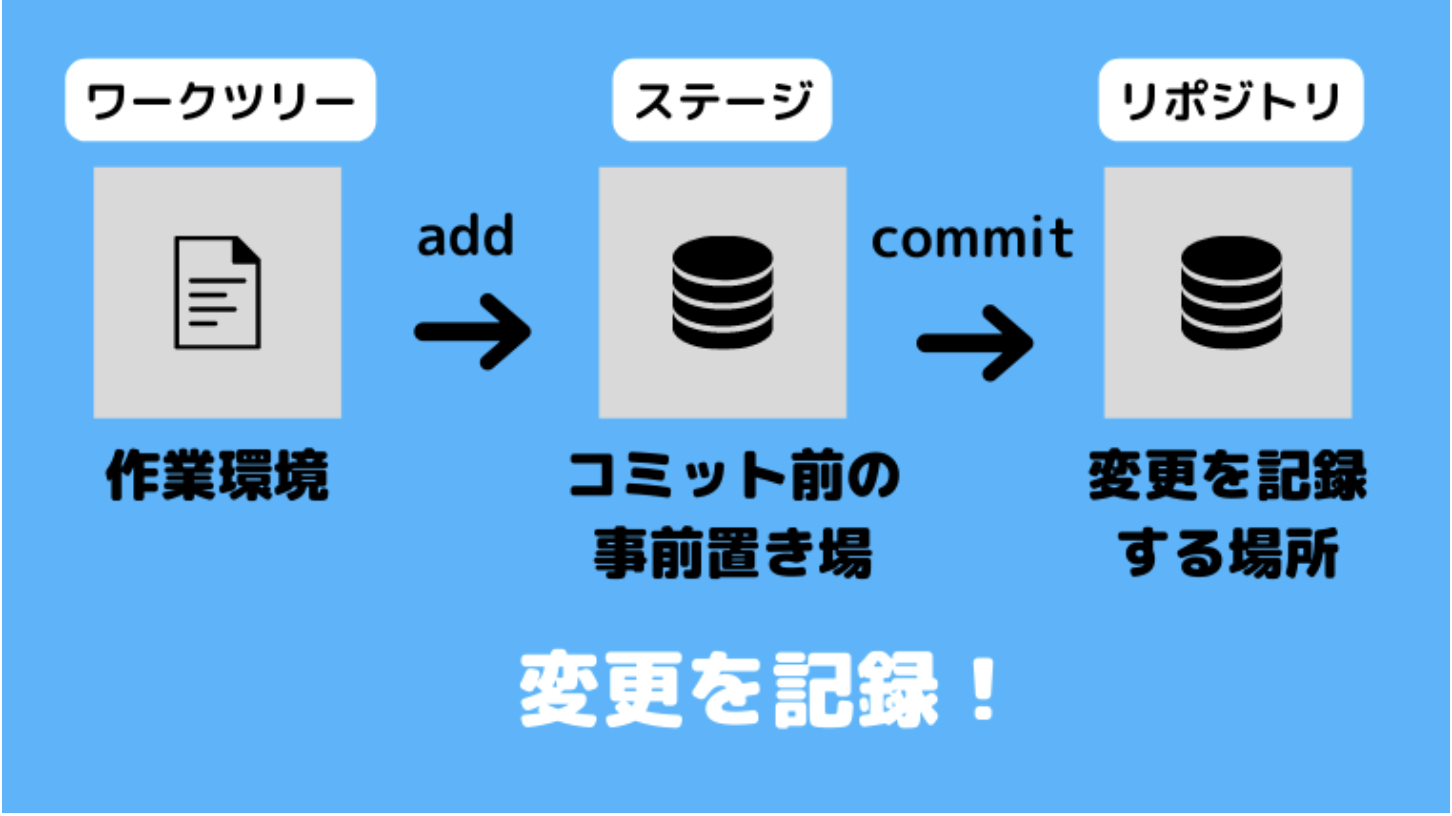 ワークツリー
ステージ
リポジトリ
add
commit
作業環境
コミット前の
事前置き場
変更を記録
する場所
変更を記録！